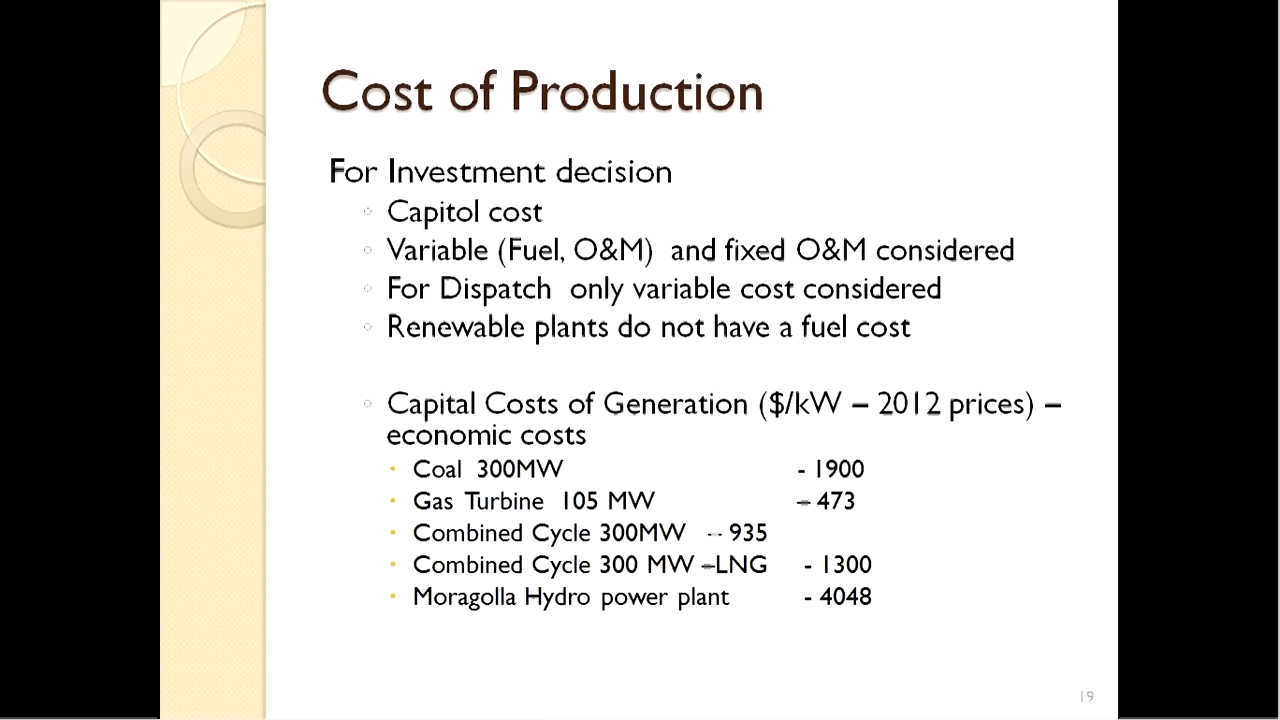 Cost of Production
For Investment decision
Capitol cost
Variable (Fuel, O&M) and fixed O&M considered
For Dispatch only variable cost considered
Renewable plants do not have a fuel cost
Capital Costs of Generation ($/kW – 2012 prices) –
economic costs
Coal 300MW - 1900
Gas Turbine 105 MW – 473
Combined Cycle 300MW – 935
Combined Cycle 300 MW –LNG - 1300
Moragolla Hydro power plant - 4048
19